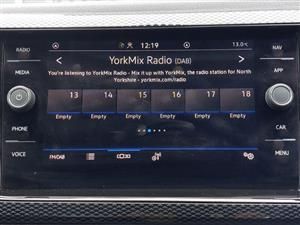 RADIO
MEDIA
PHONE
VOICE
12:19
13.0°C
YorkMix Radio (DAB)
You're listening to YorkMix Radio - Mix it up with YorkMix, the radio station for North
Yorkshire - yorkmix.com/radio
13 14 15 16 17 18
Empty Empty Empty Empty Empty Empty
FM/DAB
NAV
APP
CAR
MENU